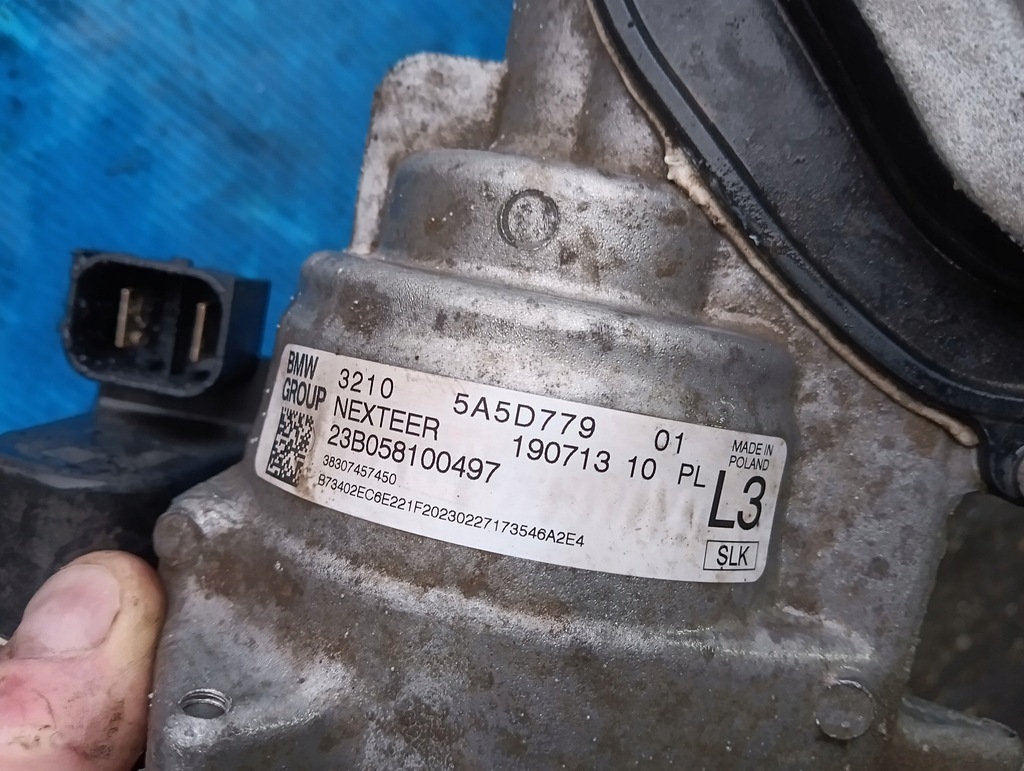 BMW GROUP
3210 5A5D779 01
NEXTEER 190713 10 PL
23B058100497
38307457450
B73402EC6E221F20230227173546A2E4
MADE IN
POLAND
L3
SLK